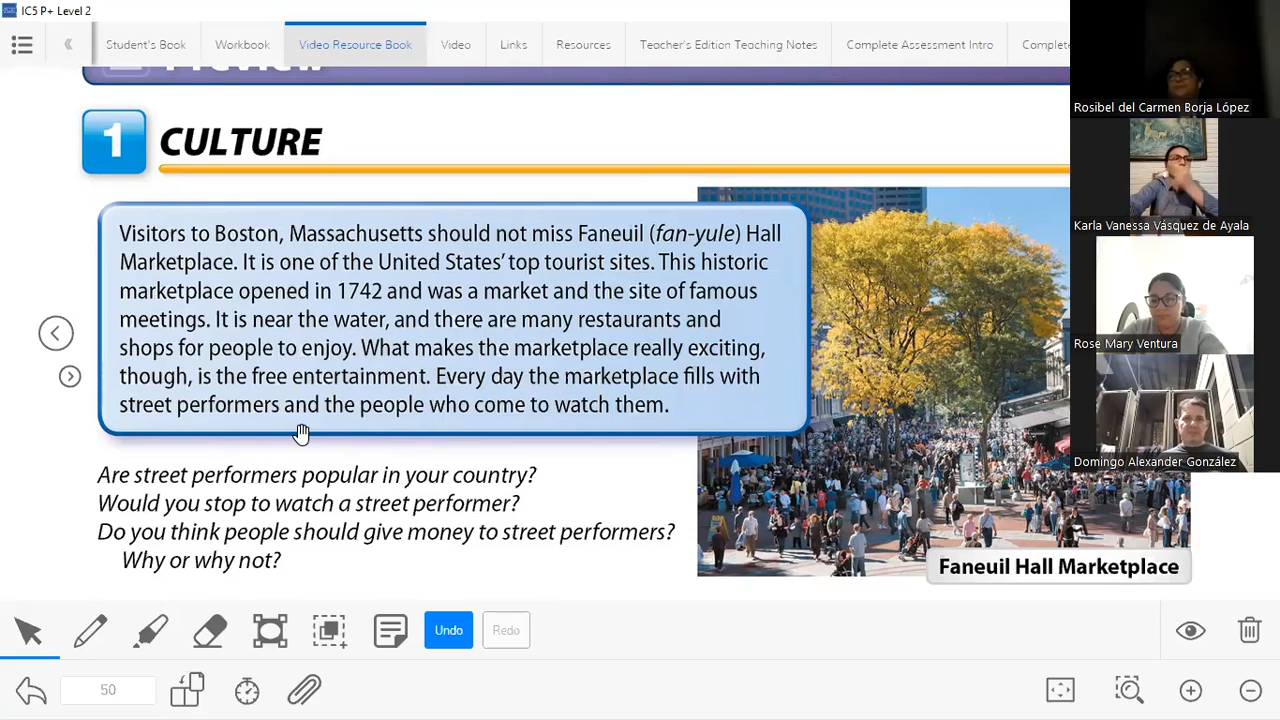 IC5 P+ Level 2
Student's Book
Workbook
Video Resource Book
Video
Links
Resources
Teacher's Edition Teaching Notes
Complete Assessment Intro
Complete
Preview
1 CULTURE
Visitors to Boston, Massachusetts should not miss Faneuil (fan-yule) Hall
Marketplace. It is one of the United States' top tourist sites. This historic
marketplace opened in 1742 and was a market and the site of famous
meetings. It is near the water, and there are many restaurants and
shops for people to enjoy. What makes the marketplace really exciting,
though, is the free entertainment. Every day the marketplace fills with
street performers and the people who come to watch them.
Are street performers popular in your country?
Would you stop to watch a street performer?
Do you think people should give money to street performers?
Why or why not?
Faneuil Hall Marketplace
Rosibel del Carmen Borja López
Karla Vanessa Vásquez de Ayala
Rose Mary Ventura
Domingo Alexander González
Undo
Redo
50